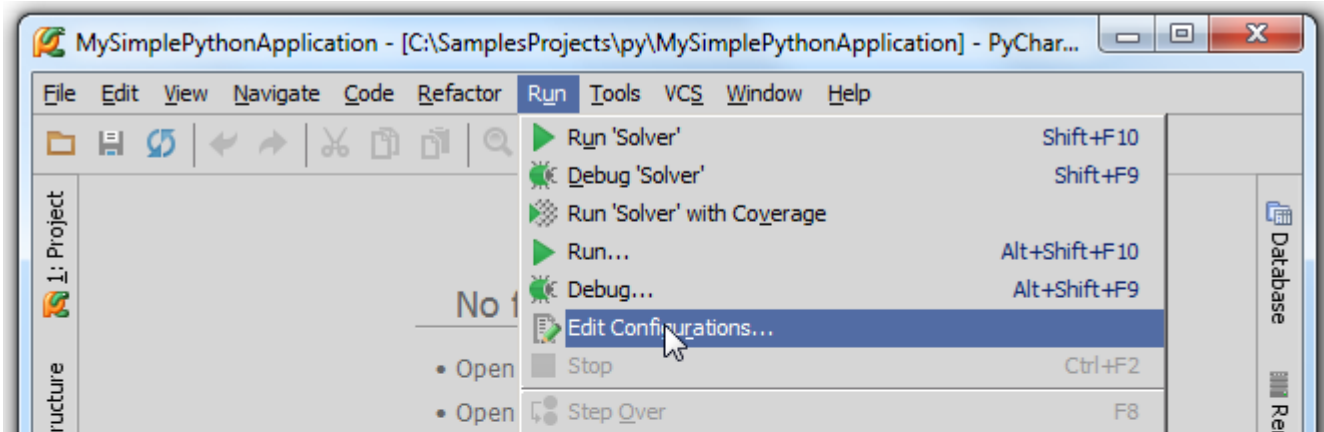 MySimplePythonApplication - [C:\SamplesProjects\py\MySimplePythonApplication] - PyChar...
File Edit View Navigate Code Refactor Run Tools VCS Window Help
Run 'Solver' Shift+F10
Debug 'Solver' Shift+F9
Run 'Solver' with Coverage
Run... Alt+Shift+F10
Debug... Alt+Shift+F9
Edit Configurations...
Stop Ctrl+F2
Step Over F8
1: Project
ructure
No f
• Open
• Open
Database
Re